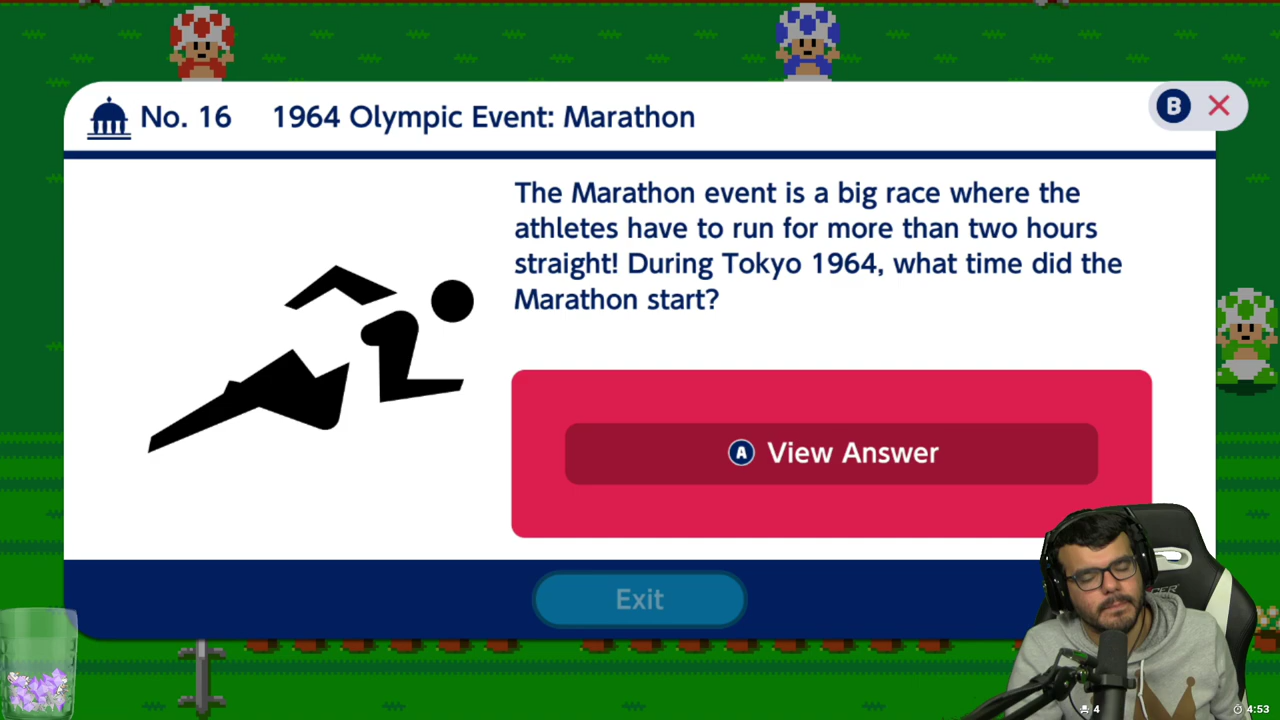 No. 16 1964 Olympic Event: Marathon
B
The Marathon event is a big race where the
athletes have to run for more than two hours
straight! During Tokyo 1964, what time did the
Marathon start?
A View Answer
Exit
4
4:53